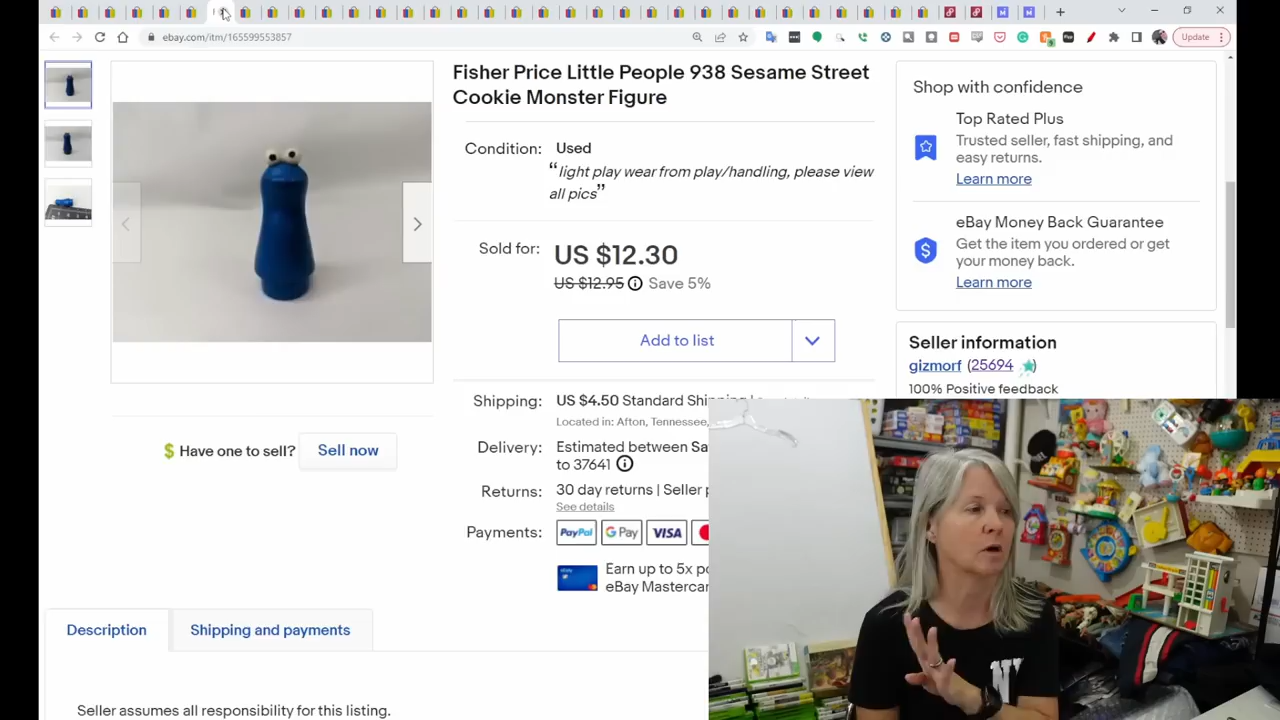 ebay.com/itm/165599553857
Update
Fisher Price Little People 938 Sesame Street
Cookie Monster Figure
Condition: Used
“light play wear from play/handling, please view
all pics”
Sold for: US $12.30
US $12.95 Save 5%
Add to list
Shipping: US $4.50 Standard
Located in: Afton, Tennessee,
Delivery: Estimated between
to 37641
Returns: 30 day returns | Seller
See details
Payments: PayPal G Pay VISA
Earn up to 5x
eBay
$ Have one to sell? Sell now
Description Shipping and payments
Seller assumes all responsibility for this listing.
Shop with confidence
Top Rated Plus
Trusted seller, fast shipping, and
easy returns.
Learn more
eBay Money Back Guarantee
Get the item you ordered or get
your money back.
Learn more
Seller information
gizmorf (25694)
100% Positive feedback